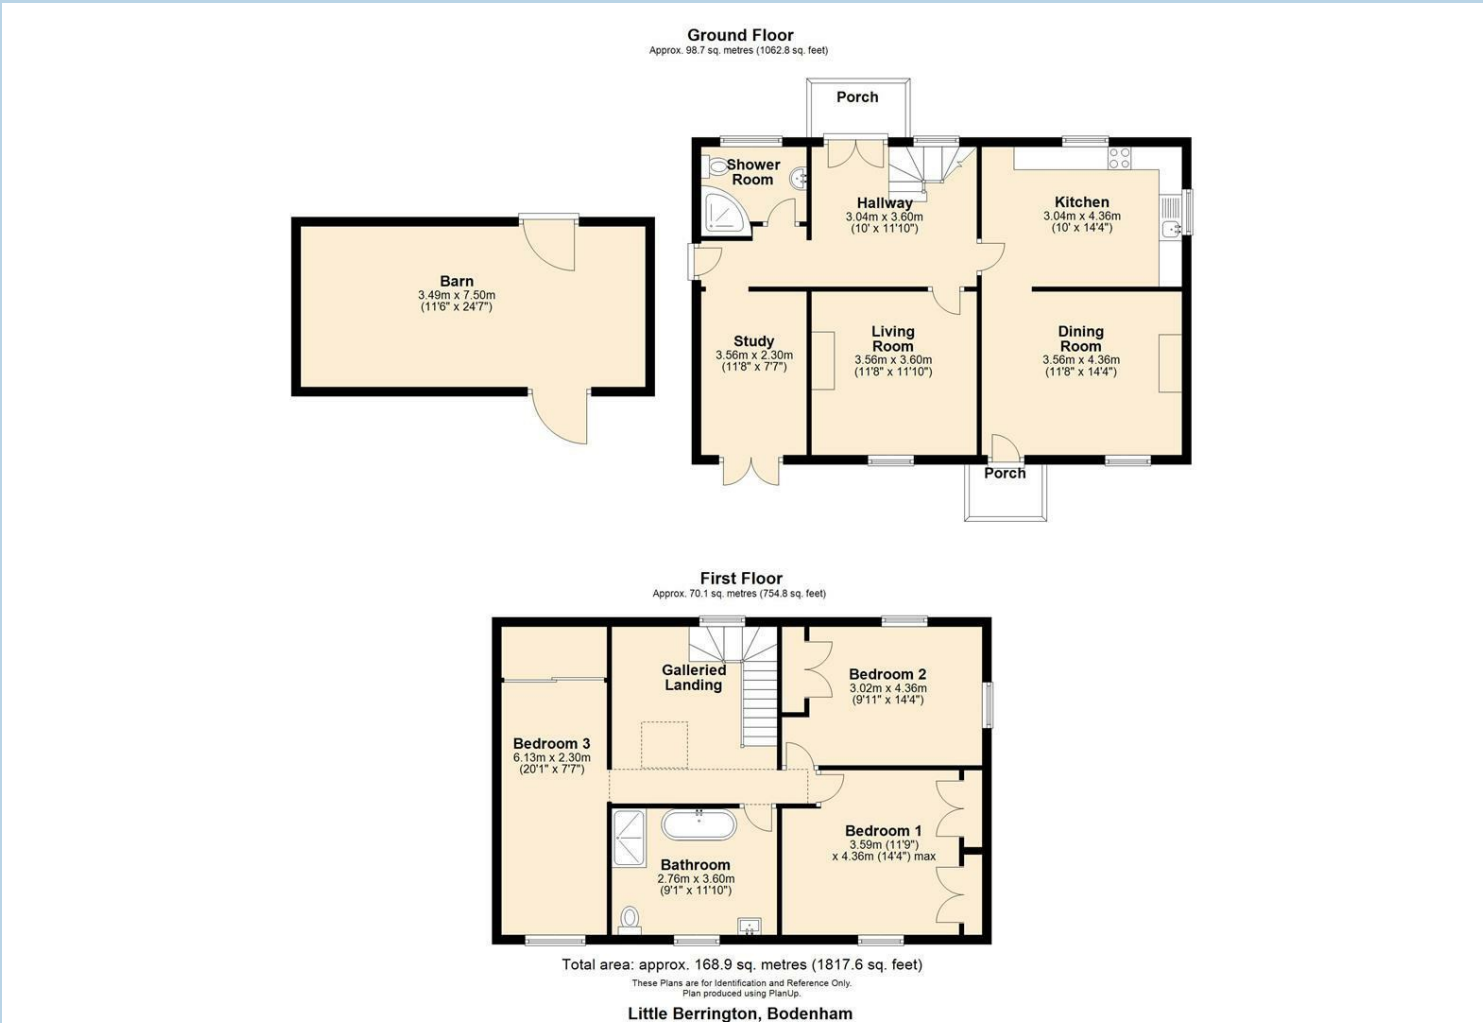 Ground Floor
Approx. 98.7 sq. metres (1062.8 sq. feet)
Porch
Shower
Room
Hallway
3.04m x 3.60m
(10' x 11'10")
Kitchen
3.04m x 4.36m
(10' x 14'4")
Barn
3.49m x 7.50m
(11'6" x 24'7")
Study
3.56m x 2.30m
(11'8" x 7'7")
Living
Room
3.56m x 3.60m
(11'8" x 11'10")
Dining
Room
3.56m x 4.36m
(11'8" x 14'4")
Porch
First Floor
Approx. 70.1 sq. metres (754.8 sq. feet)
Galleried
Landing
Bedroom 2
3.02m x 4.36m
(9'11" x 14'4")
Bedroom 3
6.13m x 2.30m
(20'1" x 7'7")
Bedroom 1
3.59m (11'9")
x 4.36m (14'4") max
Bathroom
2.76m x 3.60m
(9'1" x 11'10")
Total area: approx. 168.9 sq. metres (1817.6 sq. feet)
These Plans are for Identification and Reference Only.
Plan produced using PlanUp.
Little Berrington, Bodenham